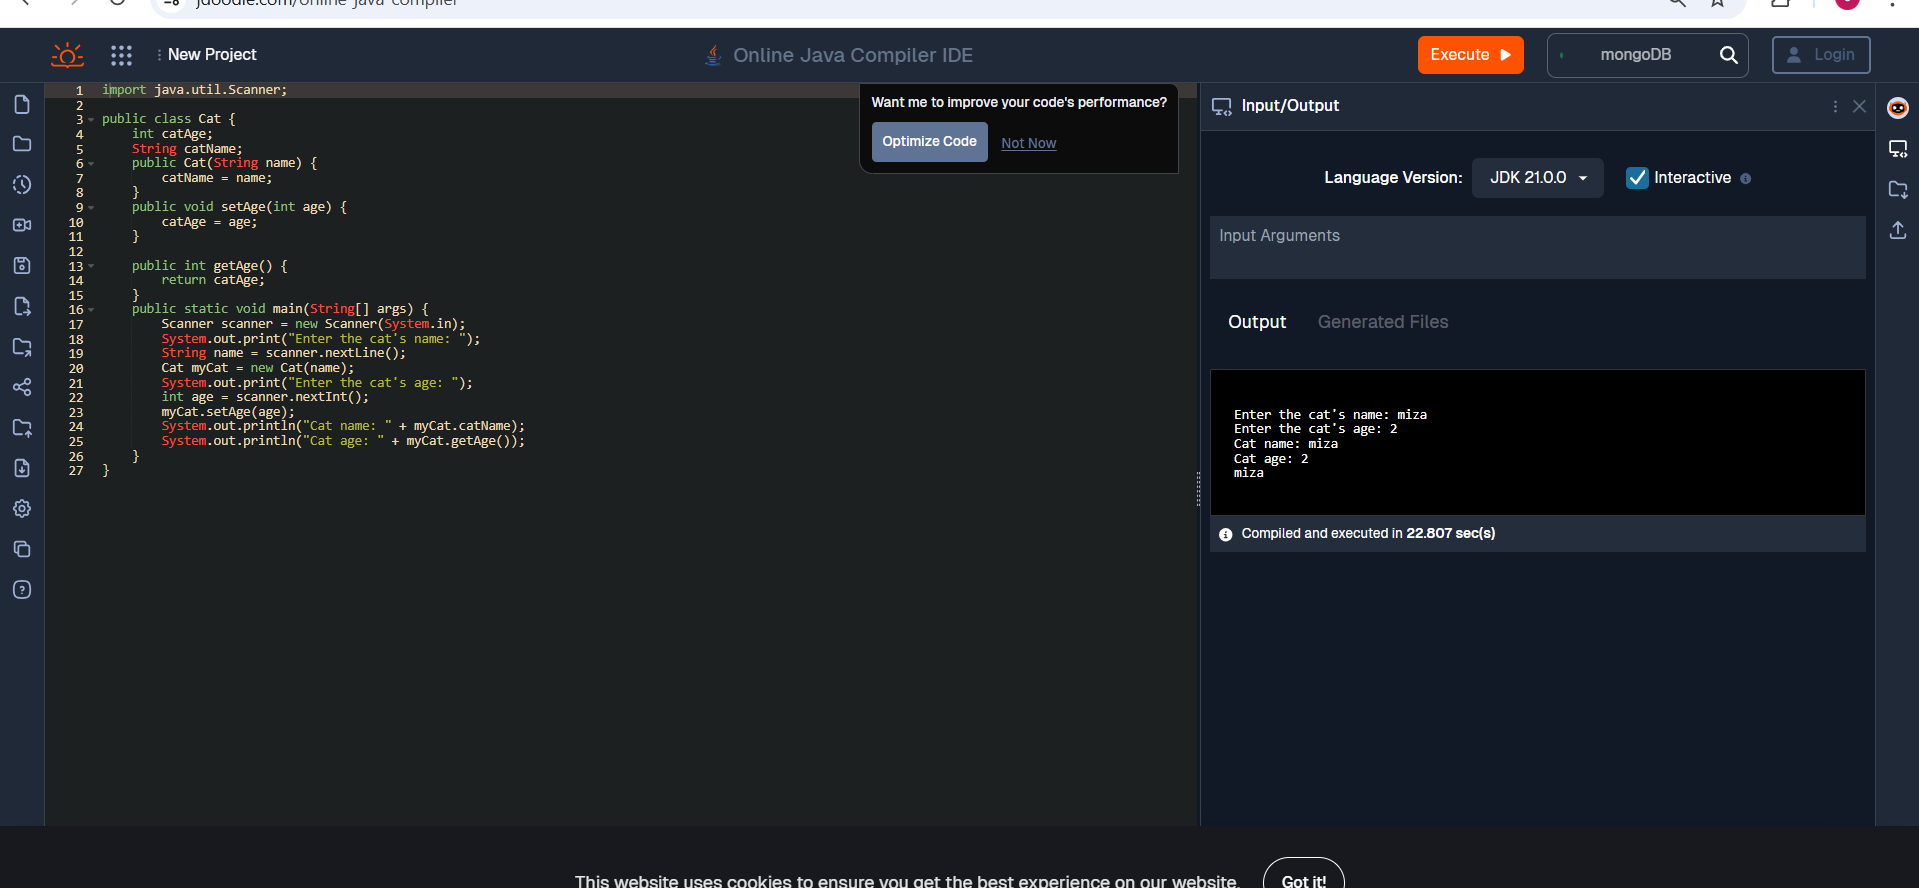 jdoodle.com/online-java-compiler
New Project
Online Java Compiler IDE
Execute
mongoDB
Login
1 import java.util.Scanner;
2
3 public class Cat {
4     int catAge;
5     String catName;
6     public Cat(String name) {
7         catName = name;
8     }
9     public void setAge(int age) {
10         catAge = age;
11     }
12
13     public int getAge() {
14         return catAge;
15     }
16     public static void main(String[] args) {
17         Scanner scanner = new Scanner(System.in);
18         System.out.print("Enter the cat's name: ");
19         String name = scanner.nextLine();
20         Cat myCat = new Cat(name);
21         System.out.print("Enter the cat's age: ");
22         int age = scanner.nextInt();
23         myCat.setAge(age);
24         System.out.println("Cat name: " + myCat.catName);
25         System.out.println("Cat age: " + myCat.getAge());
26     }
27 }
Want me to improve your code's performance?
Optimize Code
Not Now
Input/Output
Language Version:
JDK 21.0.0
Interactive
Input Arguments
Output
Generated Files
Enter the cat's name: miza
Enter the cat's age: 2
Cat name: miza
Cat age: 2
miza
Compiled and executed in 22.807 sec(s)
This website uses cookies to ensure you get the best experience on our website.
Got it!